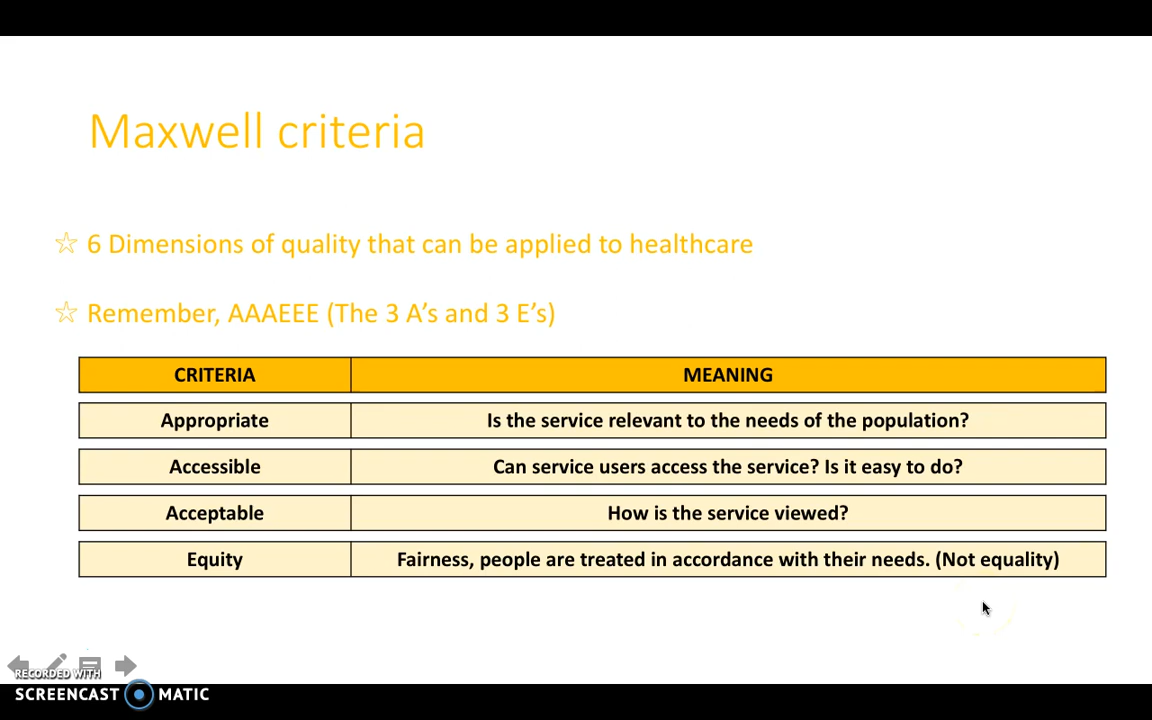 Maxwell criteria
☆ 6 Dimensions of quality that can be applied to healthcare
☆ Remember, AAAEEE (The 3 A’s and 3 E’s)
CRITERIA MEANING
Appropriate Is the service relevant to the needs of the population?
Accessible Can service users access the service? Is it easy to do?
Acceptable How is the service viewed?
Equity Fairness, people are treated in accordance with their needs. (Not equality)
RECORDED WITH
SCREENCAST MATIC